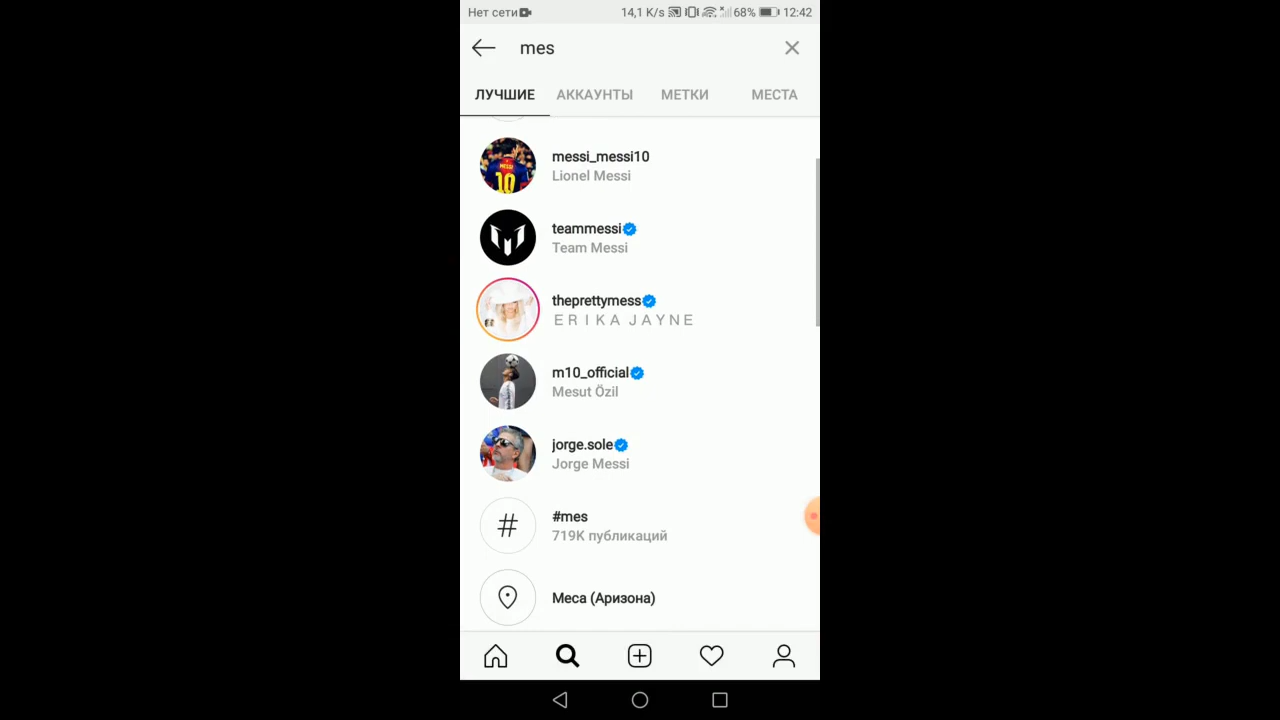 Нет сети 14,1 K/s 68% 12:42
mes
ЛУЧШИЕ АККАУНТЫ МЕТКИ МЕСТА
messi_messi10
Lionel Messi
teammessi
Team Messi
theprettymess
E R I K A J A Y N E
m10_official
Mesut Özil
jorge.sole
Jorge Messi
#mes
719K публикаций
Меса (Аризона)